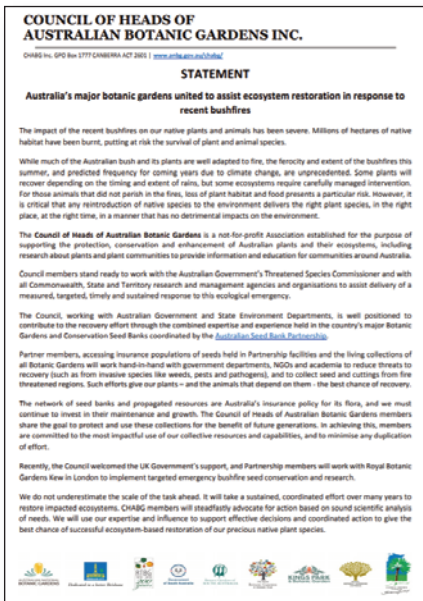 COUNCIL OF HEADS OF
AUSTRALIAN BOTANIC GARDENS INC.
CHABG Inc. GPO Box 1777 CANBERRA ACT 2601 | www.anbg.gov.au/chabg/
STATEMENT
Australia's major botanic gardens united to assist ecosystem restoration in response to
recent bushfires
The impact of the recent bushfires on our native plants and animals has been severe. Millions of hectares of native
habitat have been burnt, putting at risk the survival of plant and animal species.
While much of the Australian bush and its plants are well adapted to fire, the ferocity and extent of the bushfires this
summer, and predicted frequency for coming years due to climate change, are unprecedented. Some plants will
recover depending on the timing and extent of rains, but some ecosystems require carefully managed intervention.
For those animals that did not perish in the fires, loss of plant habitat and food presents a particular risk. However, it
is critical that any reintroduction of native species to the environment delivers the right plant species, in the right
place, at the right time, in a manner that has no detrimental impacts on the environment.
The Council of Heads of Australian Botanic Gardens is a not-for-profit Association established for the purpose of
supporting the protection, conservation and enhancement of Australian plants and their ecosystems, including
research about plants and plant communities to provide information and education for communities around Australia.
Council members stand ready to work with the Australian Government's Threatened Species Commissioner and with
all Commonwealth, State and Territory research and management agencies and organisations to assist delivery of a
measured, targeted, timely and sustained response to this ecological emergency.
The Council, working with Australian Government and State Environment Departments, is well positioned to
contribute to the recovery effort through the combined expertise and experience held in the country's major Botanic
Gardens and Conservation Seed Banks coordinated by the Australian Seed Bank Partnership.
Partner members, accessing insurance populations of seeds held in Partnership facilities and the living collections of
all Botanic Gardens will work hand-in-hand with government departments, NGOs and academia to reduce threats to
recovery (such as from invasive species like weeds, pests and pathogens), and to collect seed and cuttings from fire
threatened regions. Such efforts give our plants – and the animals that depend on them - the best chance of recovery.
The network of seed banks and propagated resources are Australia's insurance policy for its flora, and we must
continue to invest in their maintenance and growth. The Council of Heads of Australian Botanic Gardens members
share the goal to protect and use these collections for the benefit of future generations. In achieving this, members
are committed to the most impactful use of our collective resources and capabilities, and to minimise any duplication
of effort.
Recently, the Council welcomed the UK Government's support, and Partnership members will work with Royal Botanic
Gardens Kew in London to implement targeted emergency bushfire seed conservation and research.
We do not underestimate the scale of the task ahead. It will take a sustained, coordinated effort over many years to
restore impacted ecosystems. CHABG members will steadfastly advocate for action based on sound scientific analysis
of needs. We will use our expertise and influence to support effective decisions and coordinated action to give the
best chance of successful ecosystem-based restoration of our precious native plant species.
BOTANIC GARDENS
KINGS PARK